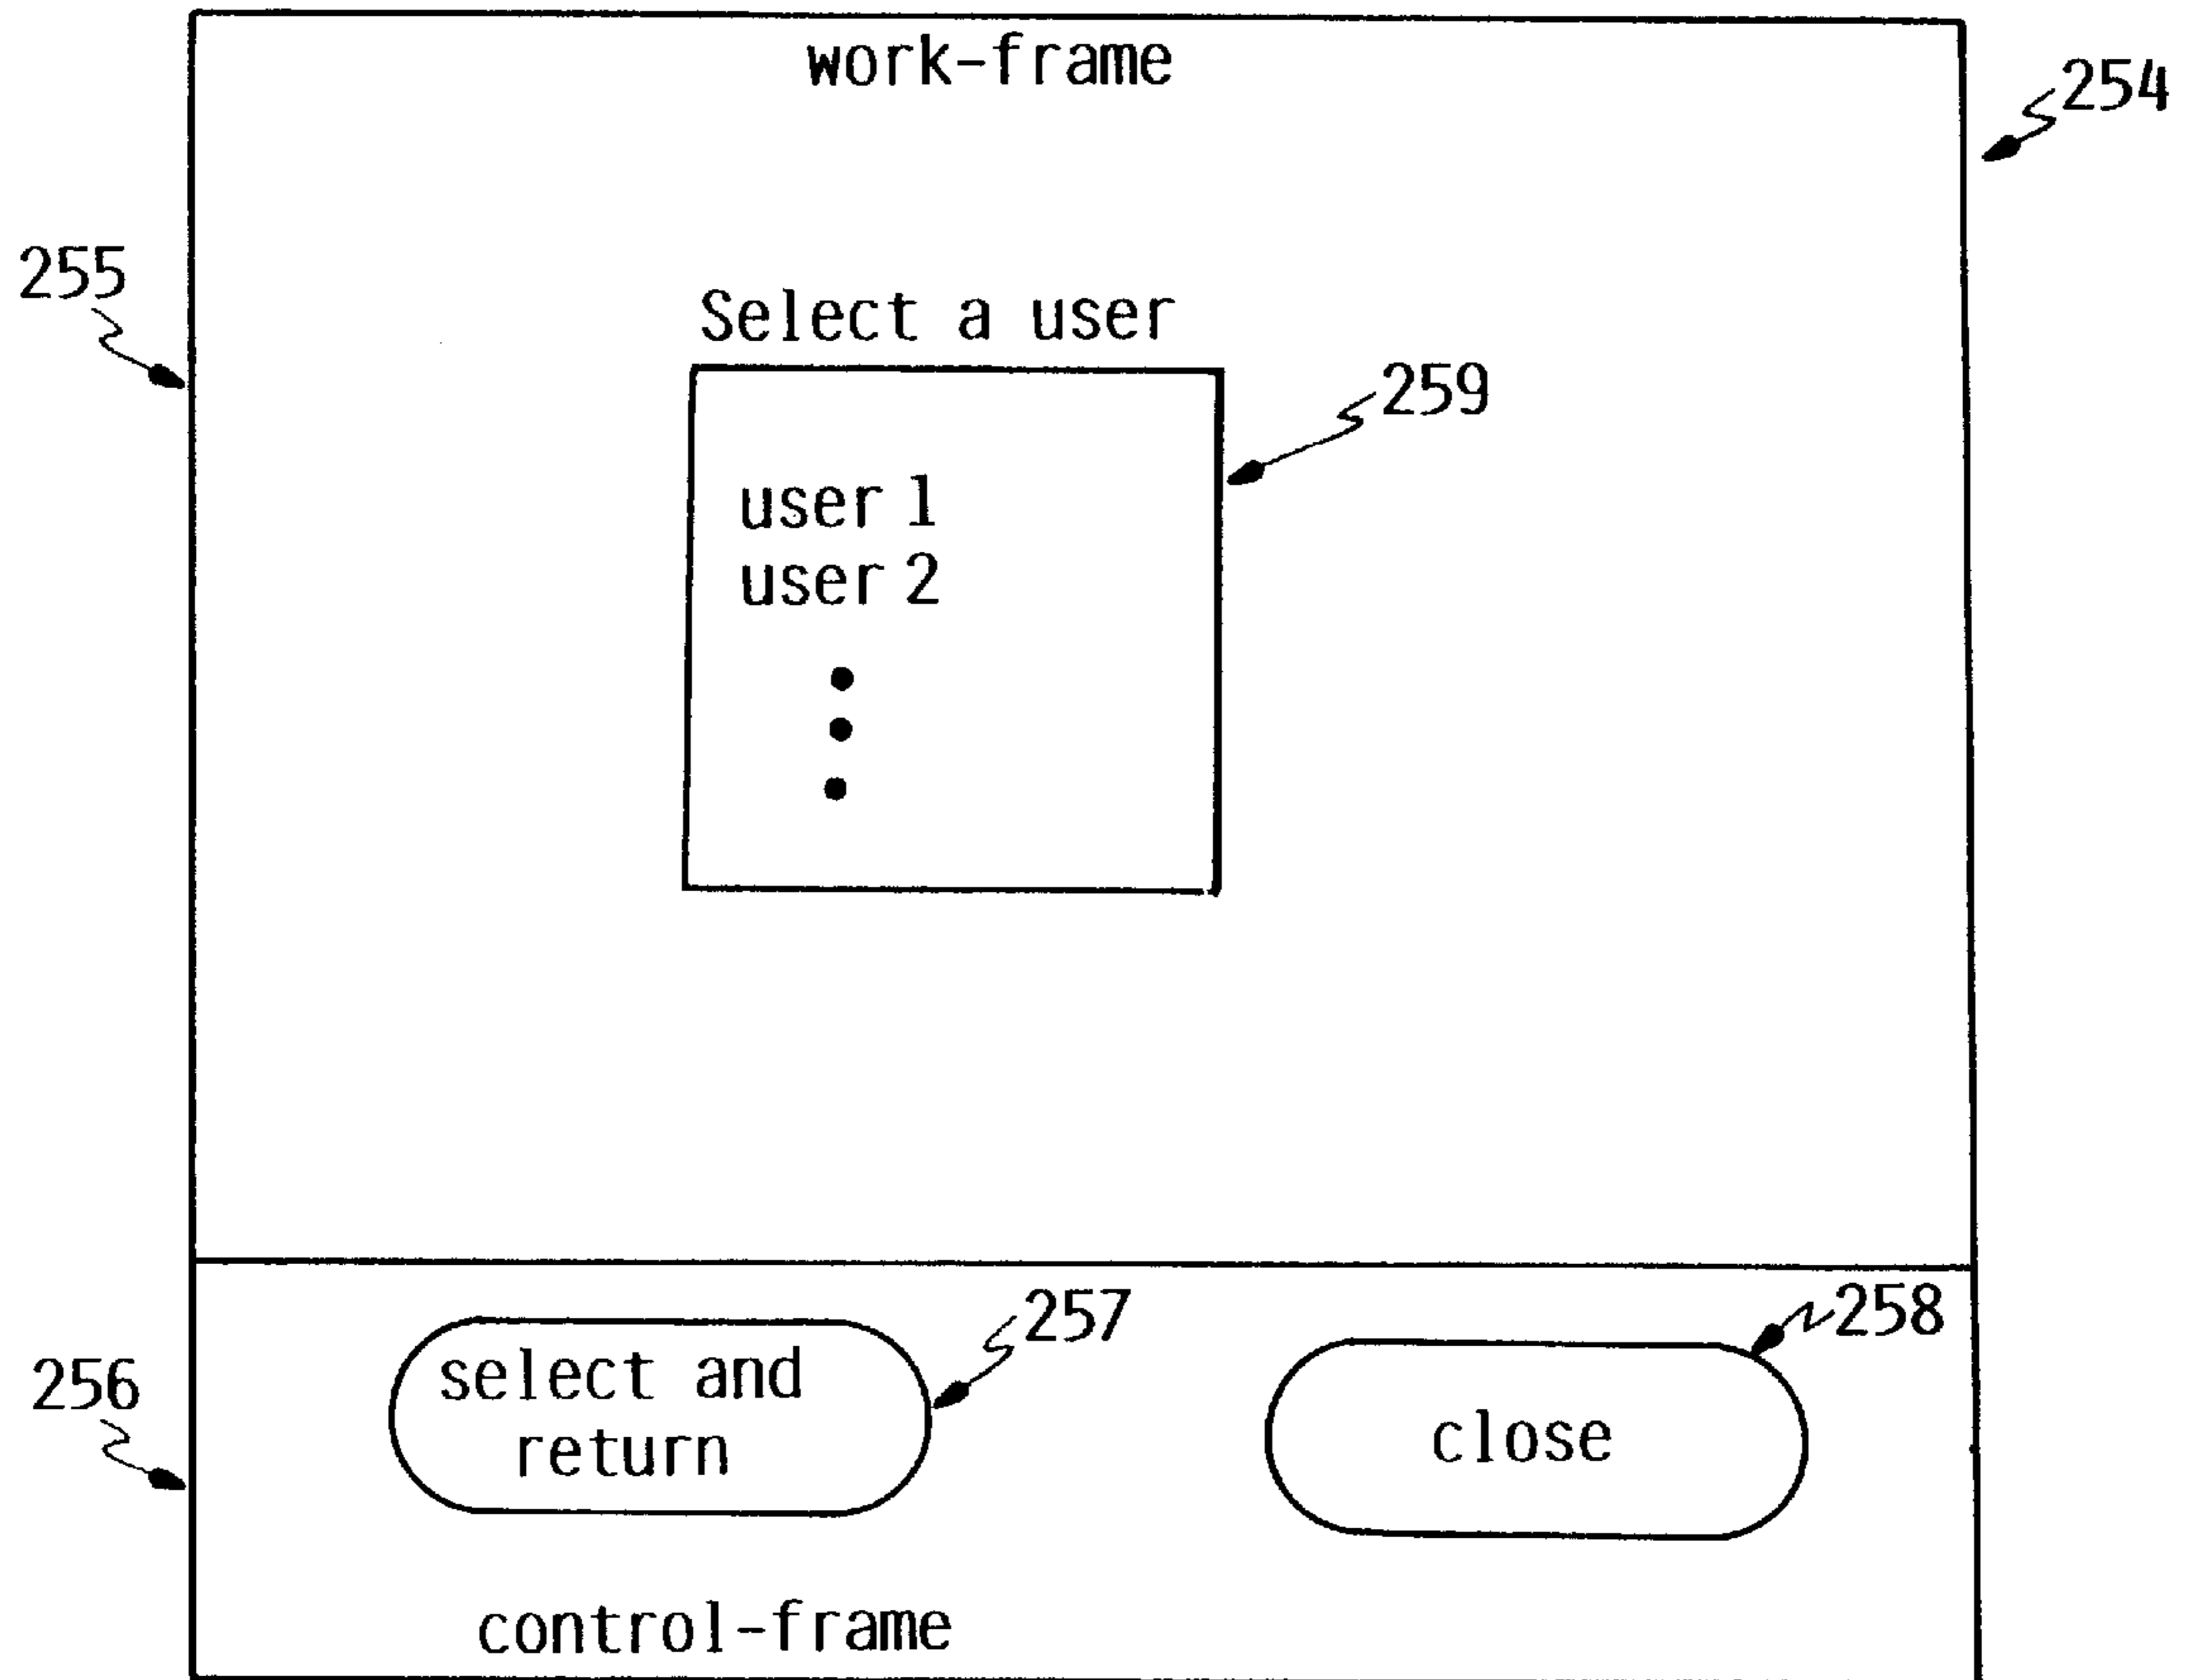 work-frame
254
255
Select a user
259
user 1
user 2
257
258
256
select and
return
close
control-frame